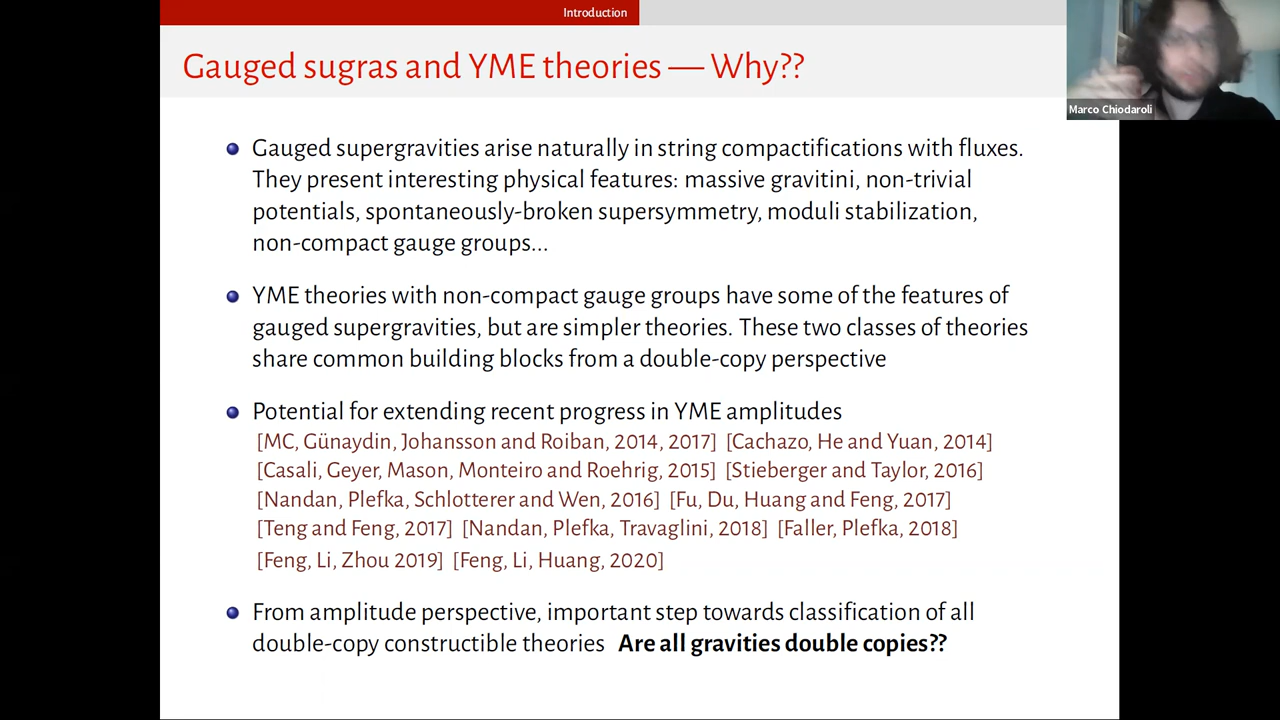 Introduction
Gauged sugras and YME theories — Why??
Marco Chiodaroli
Gauged supergravities arise naturally in string compactifications with fluxes.
They present interesting physical features: massive gravitini, non-trivial
potentials, spontaneously-broken supersymmetry, moduli stabilization,
non-compact gauge groups...
YME theories with non-compact gauge groups have some of the features of
gauged supergravities, but are simpler theories. These two classes of theories
share common building blocks from a double-copy perspective
Potential for extending recent progress in YME amplitudes
[MC, Günaydin, Johansson and Roiban, 2014, 2017] [Cachazo, He and Yuan, 2014]
[Casali, Geyer, Mason, Monteiro and Roehrig, 2015] [Stieberger and Taylor, 2016]
[Nandan, Plefka, Schlotterer and Wen, 2016] [Fu, Du, Huang and Feng, 2017]
[Teng and Feng, 2017] [Nandan, Plefka, Travaglini, 2018] [Faller, Plefka, 2018]
[Feng, Li, Zhou 2019] [Feng, Li, Huang, 2020]
From amplitude perspective, important step towards classification of all
double-copy constructible theories Are all gravities double copies??